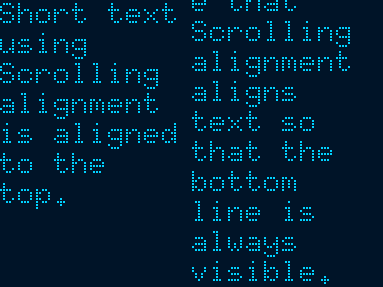 Short text
using
Scrolling
alignment
is aligned
to the
top.
e that
Scrolling
alignment
aligns
text so
that the
bottom
line is
always
visible.